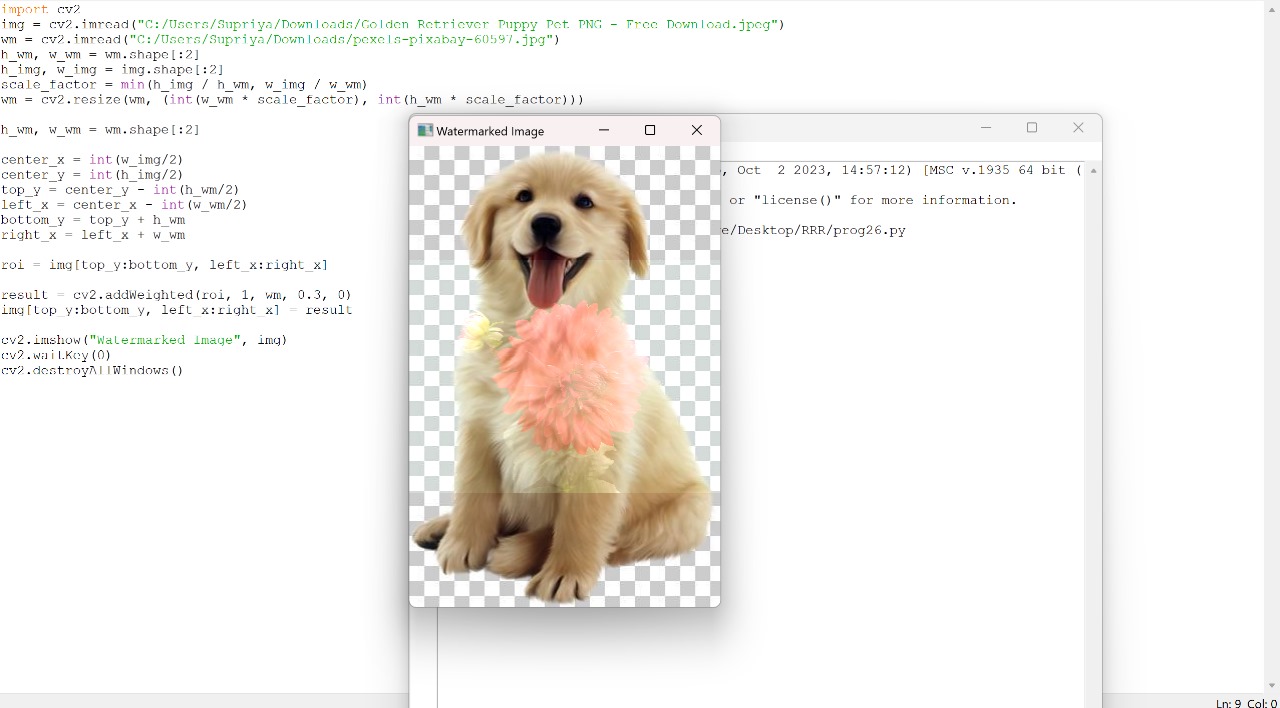 import cv2
img = cv2.imread("C:/Users/Supriya/Downloads/Golden Retriever Puppy Pet PNG - Free Download.jpeg")
wm = cv2.imread("C:/Users/Supriya/Downloads/pexels-pixabay-60597.jpg")
h_wm, w_wm = wm.shape[:2]
h_img, w_img = img.shape[:2]
scale_factor = min(h_img / h_wm, w_img / w_wm)
wm = cv2.resize(wm, (int(w_wm * scale_factor), int(h_wm * scale_factor)))
h_wm, w_wm = wm.shape[:2]
center_x = int(w_img/2)
center_y = int(h_img/2)
top_y = center_y - int(h_wm/2)
left_x = center_x - int(w_wm/2)
bottom_y = top_y + h_wm
right_x = left_x + w_wm
roi = img[top_y:bottom_y, left_x:right_x]
result = cv2.addWeighted(roi, 1, wm, 0.3, 0)
img[top_y:bottom_y, left_x:right_x] = result
cv2.imshow("Watermarked Image", img)
cv2.waitKey(0)
cv2.destroyAllWindows()
Watermarked Image
, Oct  2 2023, 14:57:12) [MSC v.1935 64 bit (
or "license()" for more information.
e/Desktop/RRR/prog26.py
Ln: 9 Col: 0